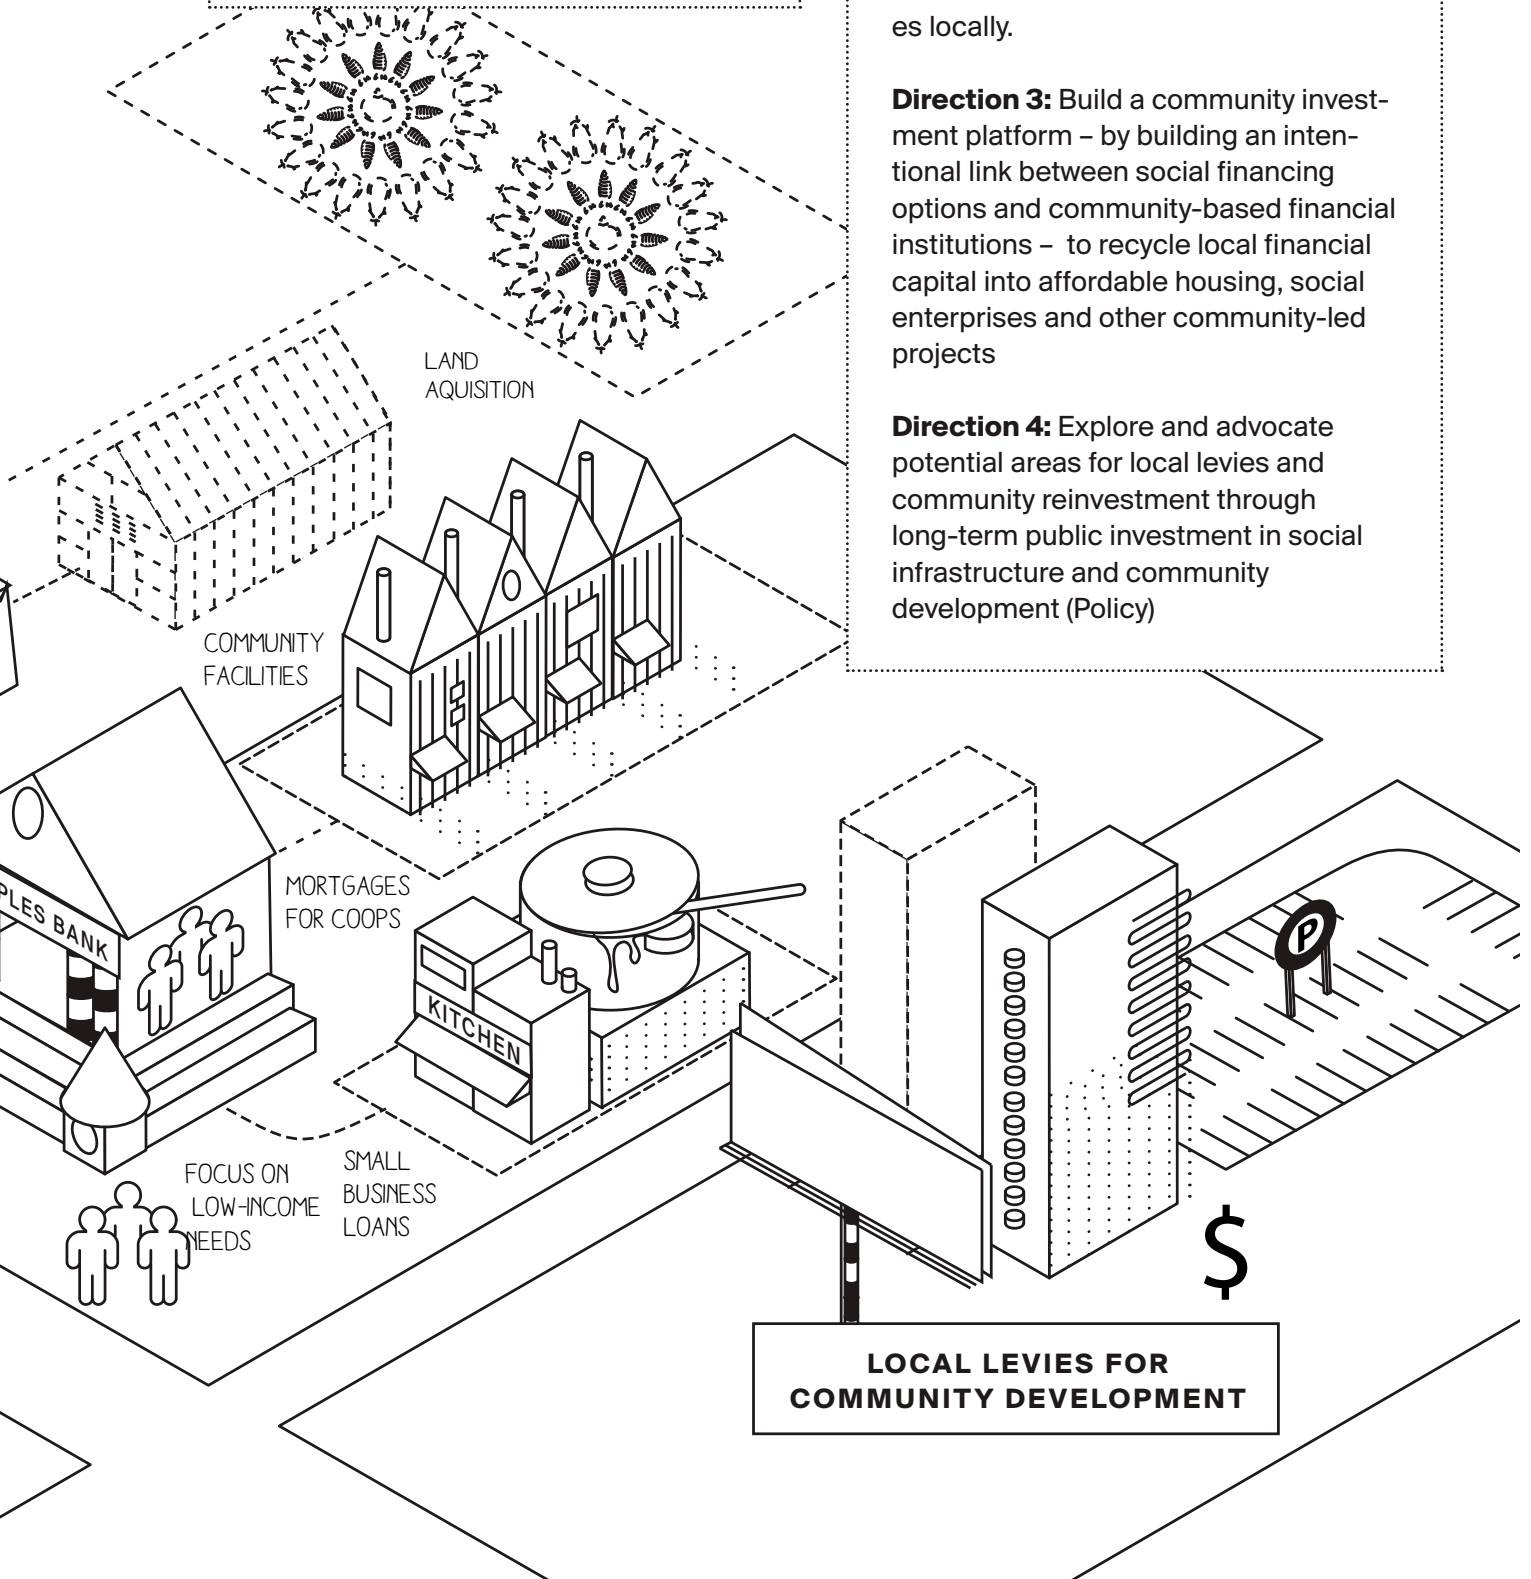 es locally.
Direction 3: Build a community invest-
ment platform – by building an inten-
tional link between social financing
options and community-based financial
institutions –  to recycle local financial
capital into affordable housing, social
enterprises and other community-led
projects
Direction 4: Explore and advocate
potential areas for local levies and
community reinvestment through
long-term public investment in social
infrastructure and community
development (Policy)
LAND
AQUISITION
COMMUNITY
FACILITIES
MORTGAGES
FOR COOPS
PLES BANK
KITCHEN
P
FOCUS ON
LOW-INCOME
NEEDS
SMALL
BUSINESS
LOANS
$
LOCAL LEVIES FOR
COMMUNITY DEVELOPMENT